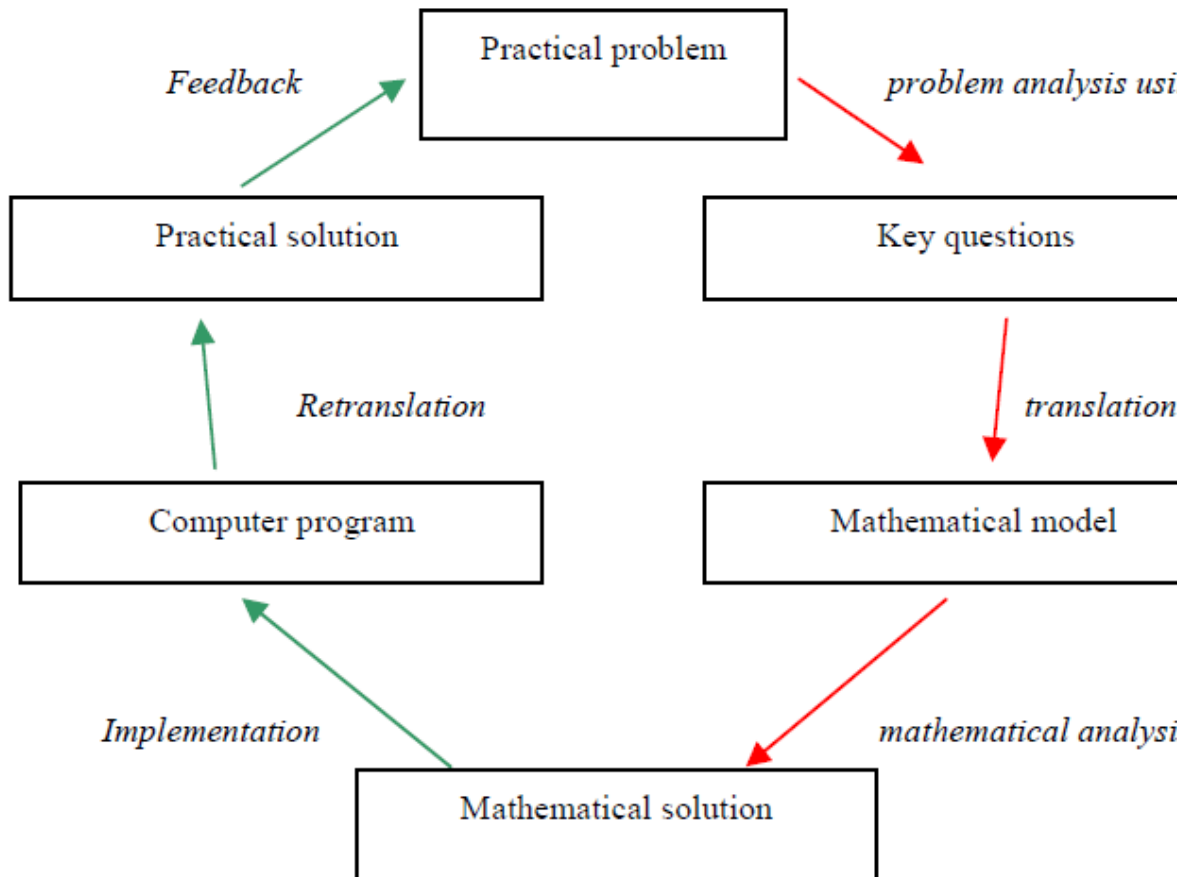 Practical problem
Feedback
problem analysis usi
Practical solution
Key questions
Retranslation
translation
Computer program
Mathematical model
Implementation
mathematical analysi
Mathematical solution